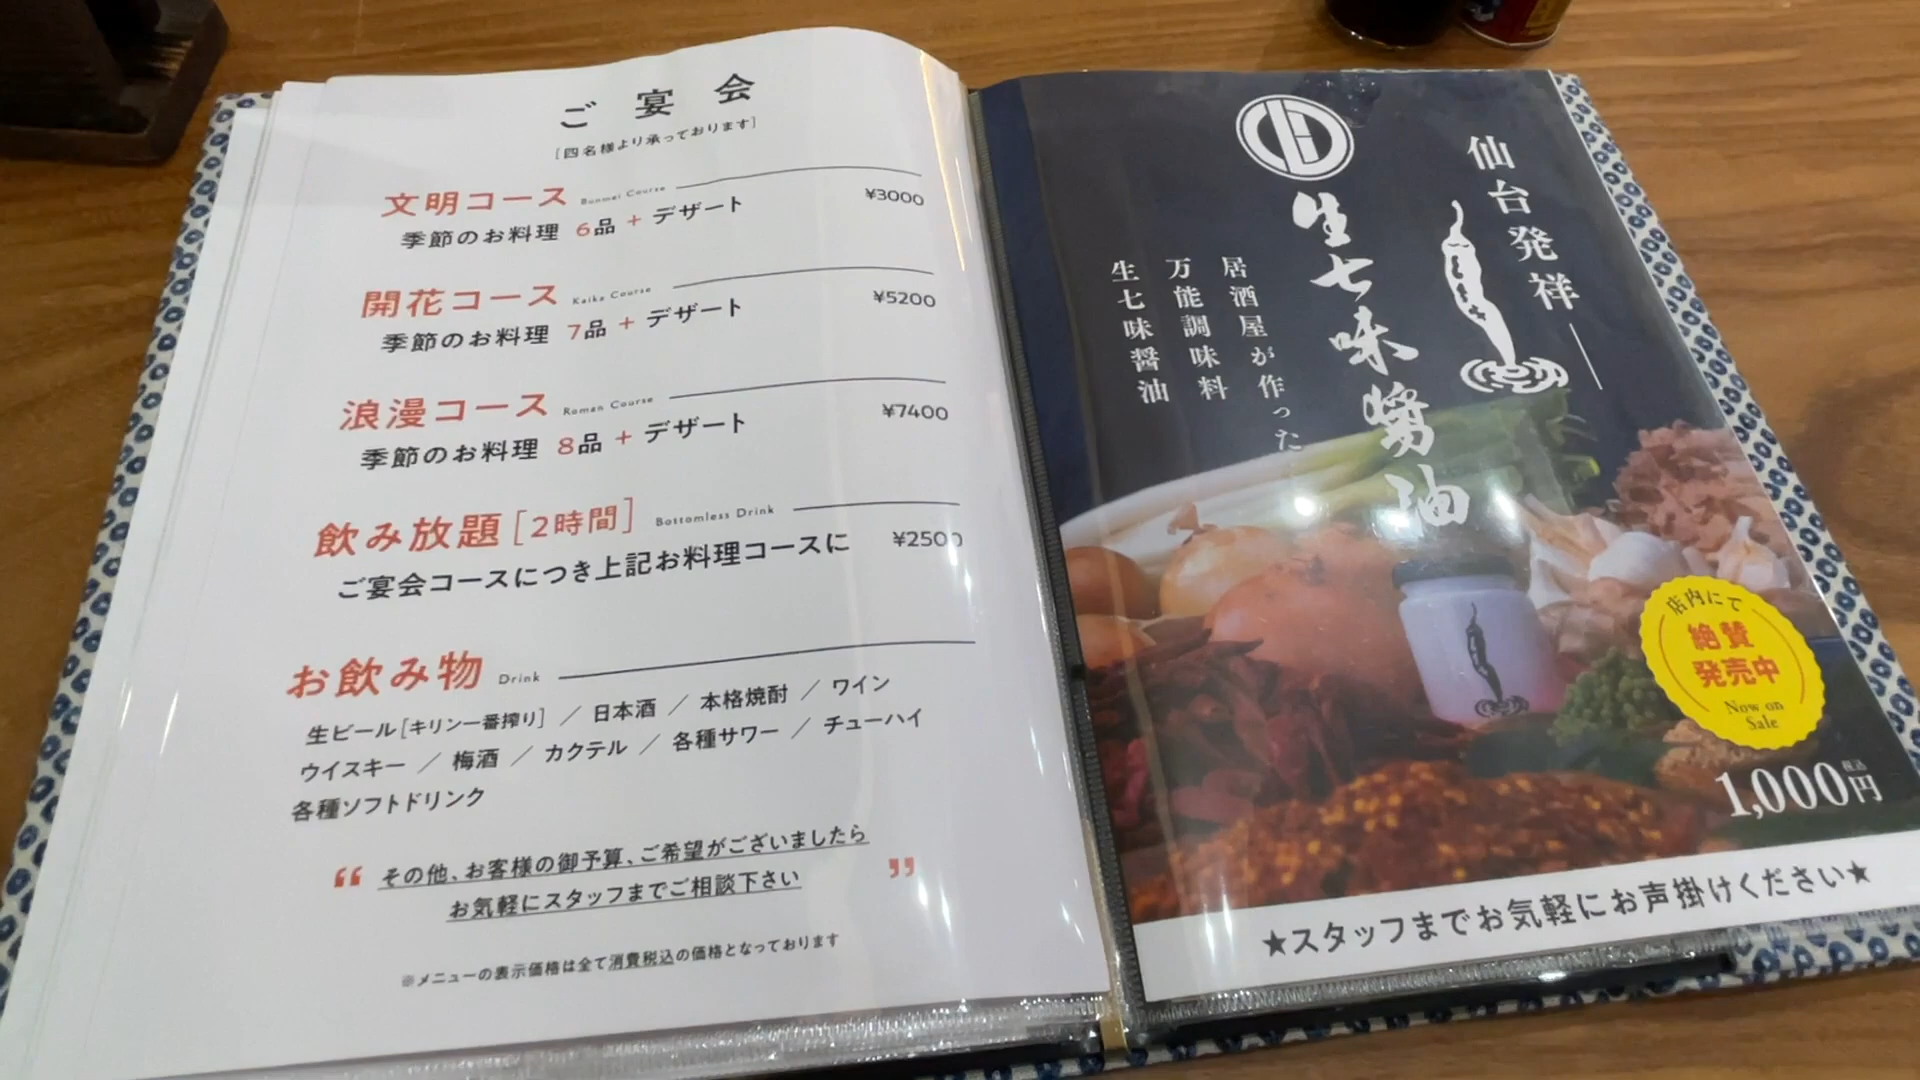 ご宴会
[四名様より承っております]
文明コース Bunmei Course
¥3000
季節のお料理 6品 + デザート
開花コース Kaika Course
¥5200
季節のお料理 7品 + デザート
浪漫コース Roman Course
¥7400
季節のお料理 8品 + デザート
飲み放題[2時間] Bottomless Drink
¥2500
ご宴会コースにつき上記お料理コースに
お飲み物 Drink
生ビール[キリン一番搾り] ／ 日本酒 ／ 本格焼酎 ／ ワイン
ウイスキー ／ 梅酒 ／ カクテル ／ 各種サワー ／ チューハイ
各種ソフトドリンク
“ その他、お客様の御予算、ご希望がございましたら
お気軽にスタッフまでご相談下さい ”
※メニューの表示価格は全て消費税込の価格となっております
仙台発祥―
生七味醤油
居酒屋が作った
万能調味料
生七味醤油
店内にて
絶賛
発売中
Now on
Sale
1,000円
税込
★スタッフまでお気軽にお声掛けください★